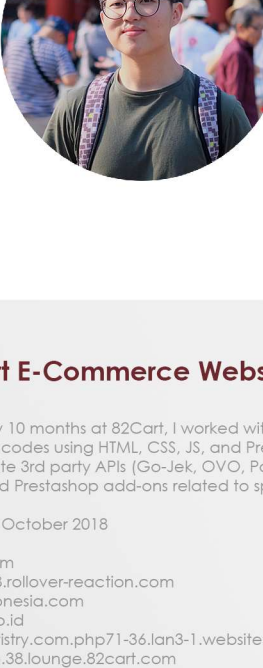 t E-Commerce Webs
10 months at 82Cart, I worked wit
codes using HTML, CSS, JS, and Pre
te 3rd party APIs (Go-Jek, OVO, Pa
d Prestashop add-ons related to sp
October 2018
m
.rollover-reaction.com
onesia.com
o.id
istry.com.php71-36.lan3-1.website
.38.lounge.82cart.com